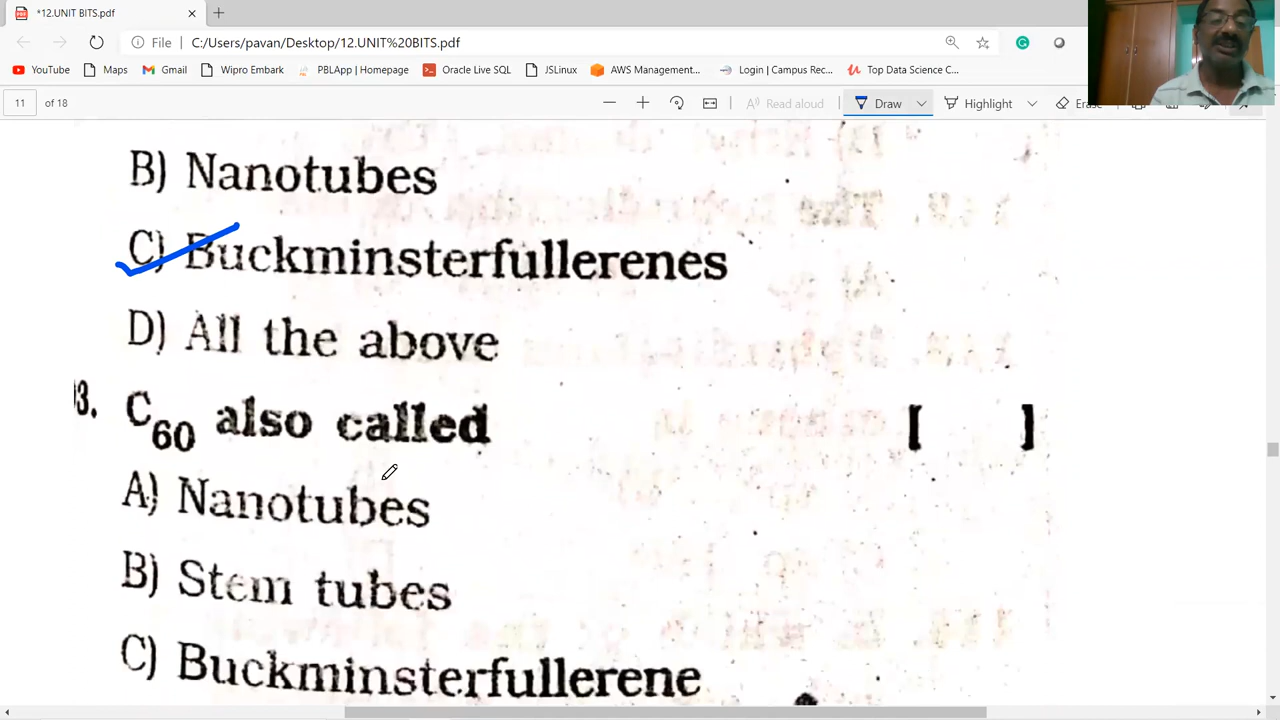 *12.UNIT BITS.pdf
File C:/Users/pavan/Desktop/12.UNIT%20BITS.pdf
YouTube Maps Gmail Wipro Embark PBLApp | Homepage Oracle Live SQL JSLinux AWS Management... Login | Campus Rec... Top Data Science C...
11 of 18 Read aloud Draw Highlight Erase
B) Nanotubes
C) Buckminsterfullerenes
D) All the above
93. C60 also called [ ]
A) Nanotubes
B) Stem tubes
C) Buckminsterfullerene